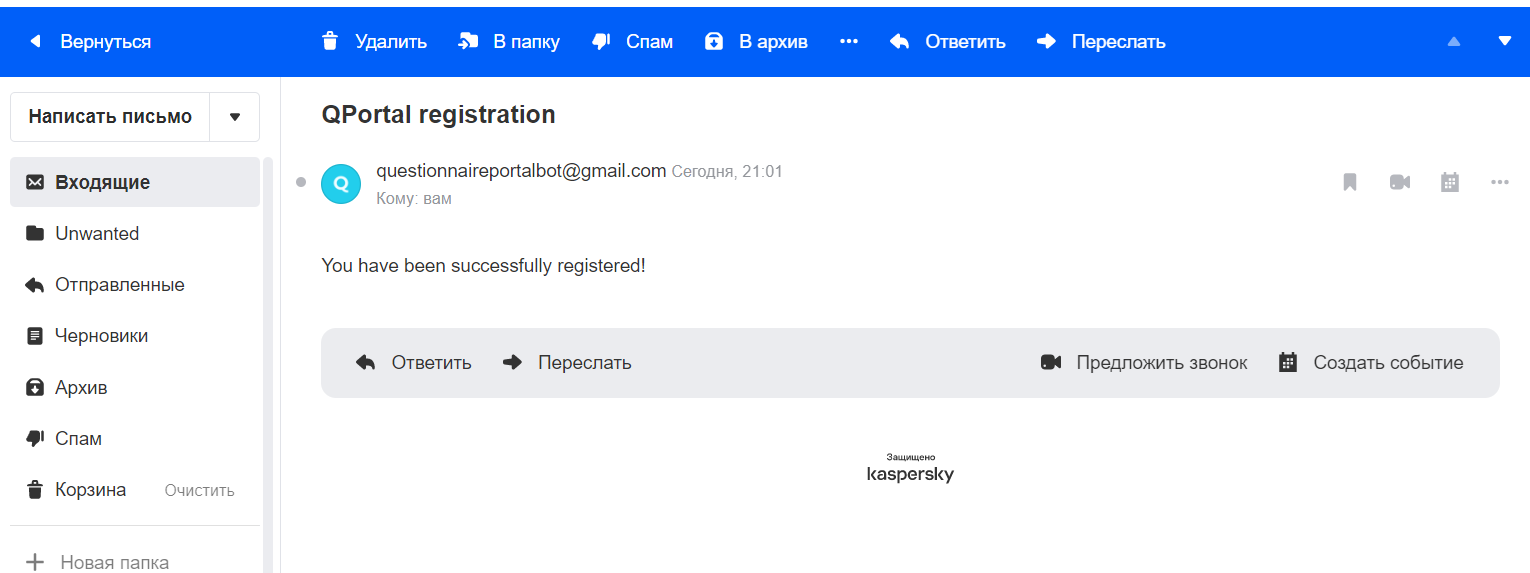 Вернуться
Удалить В папку Спам В архив Ответить Переслать
Написать письмо
Входящие
Unwanted
Отправленные
Черновики
Архив
Спам
Корзина Очистить
Новая папка
QPortal registration
Q
questionnaireportalbot@gmail.com Сегодня, 21:01
Кому: вам
You have been successfully registered!
Ответить Переслать Предложить звонок Создать событие
Защищено
kaspersky